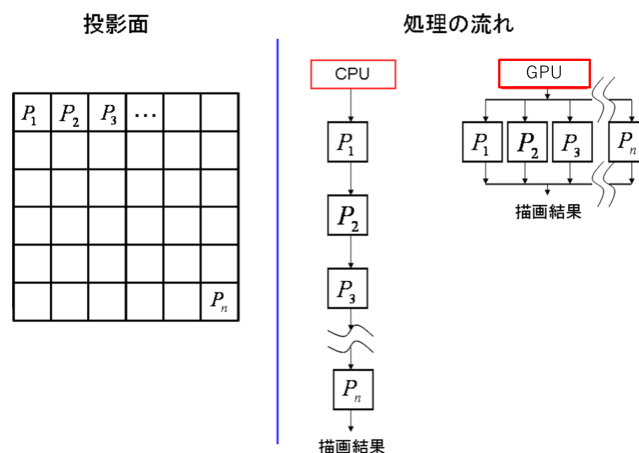 投影面
処理の流れ
P1 P2 P3 ...
Pn
CPU
P1
P2
P3
Pn
描画結果
GPU
P1 P2 P3 Pn
描画結果